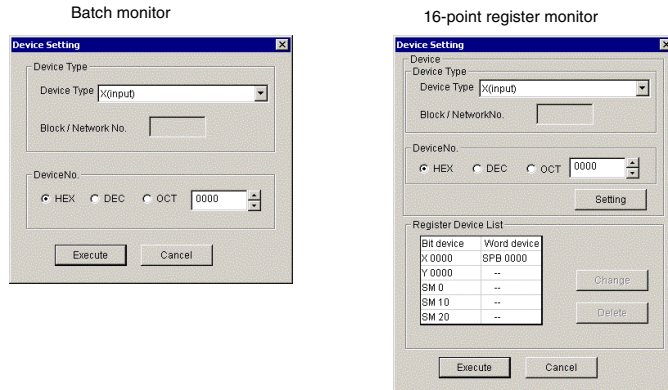 Batch monitor
Device Setting
Device Type
Device Type X(input)
Block / Network No.
DeviceNo.
HEX DEC OCT 0000
Execute Cancel
16-point register monitor
Device Setting
Device
Device Type
Device Type X(input)
Block / NetworkNo.
DeviceNo.
HEX DEC OCT 0000
Setting
Register Device List
Bit device Word device
X 0000 SPB 0000
Y 0000 --
SM 0 --
SM 10 --
SM 20 --
Change
Delete
Execute Cancel